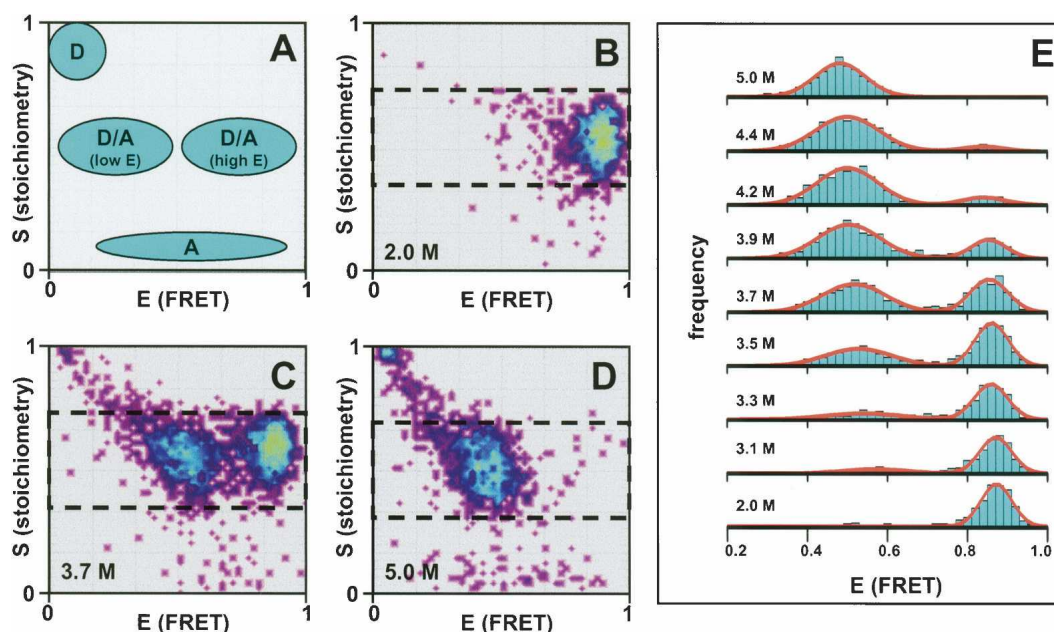 1
A
D
D/A
(low E)
D/A
(high E)
A
S (stoichiometry)
0
0
E (FRET)
1
1
B
S (stoichiometry)
2.0 M
0
0
E (FRET)
1
1
C
S (stoichiometry)
3.7 M
0
0
E (FRET)
1
1
D
S (stoichiometry)
5.0 M
0
0
E (FRET)
1
E
5.0 M
4.4 M
4.2 M
3.9 M
3.7 M
3.5 M
3.3 M
3.1 M
2.0 M
frequency
0.2 0.4 0.6 0.8 1.0
E (FRET)